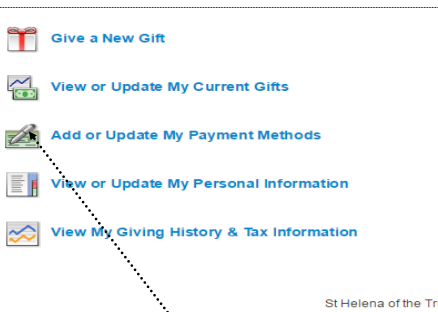 Give a New Gift
View or Update My Current Gifts
Add or Update My Payment Methods
View or Update My Personal Information
View My Giving History & Tax Information
St Helena of the